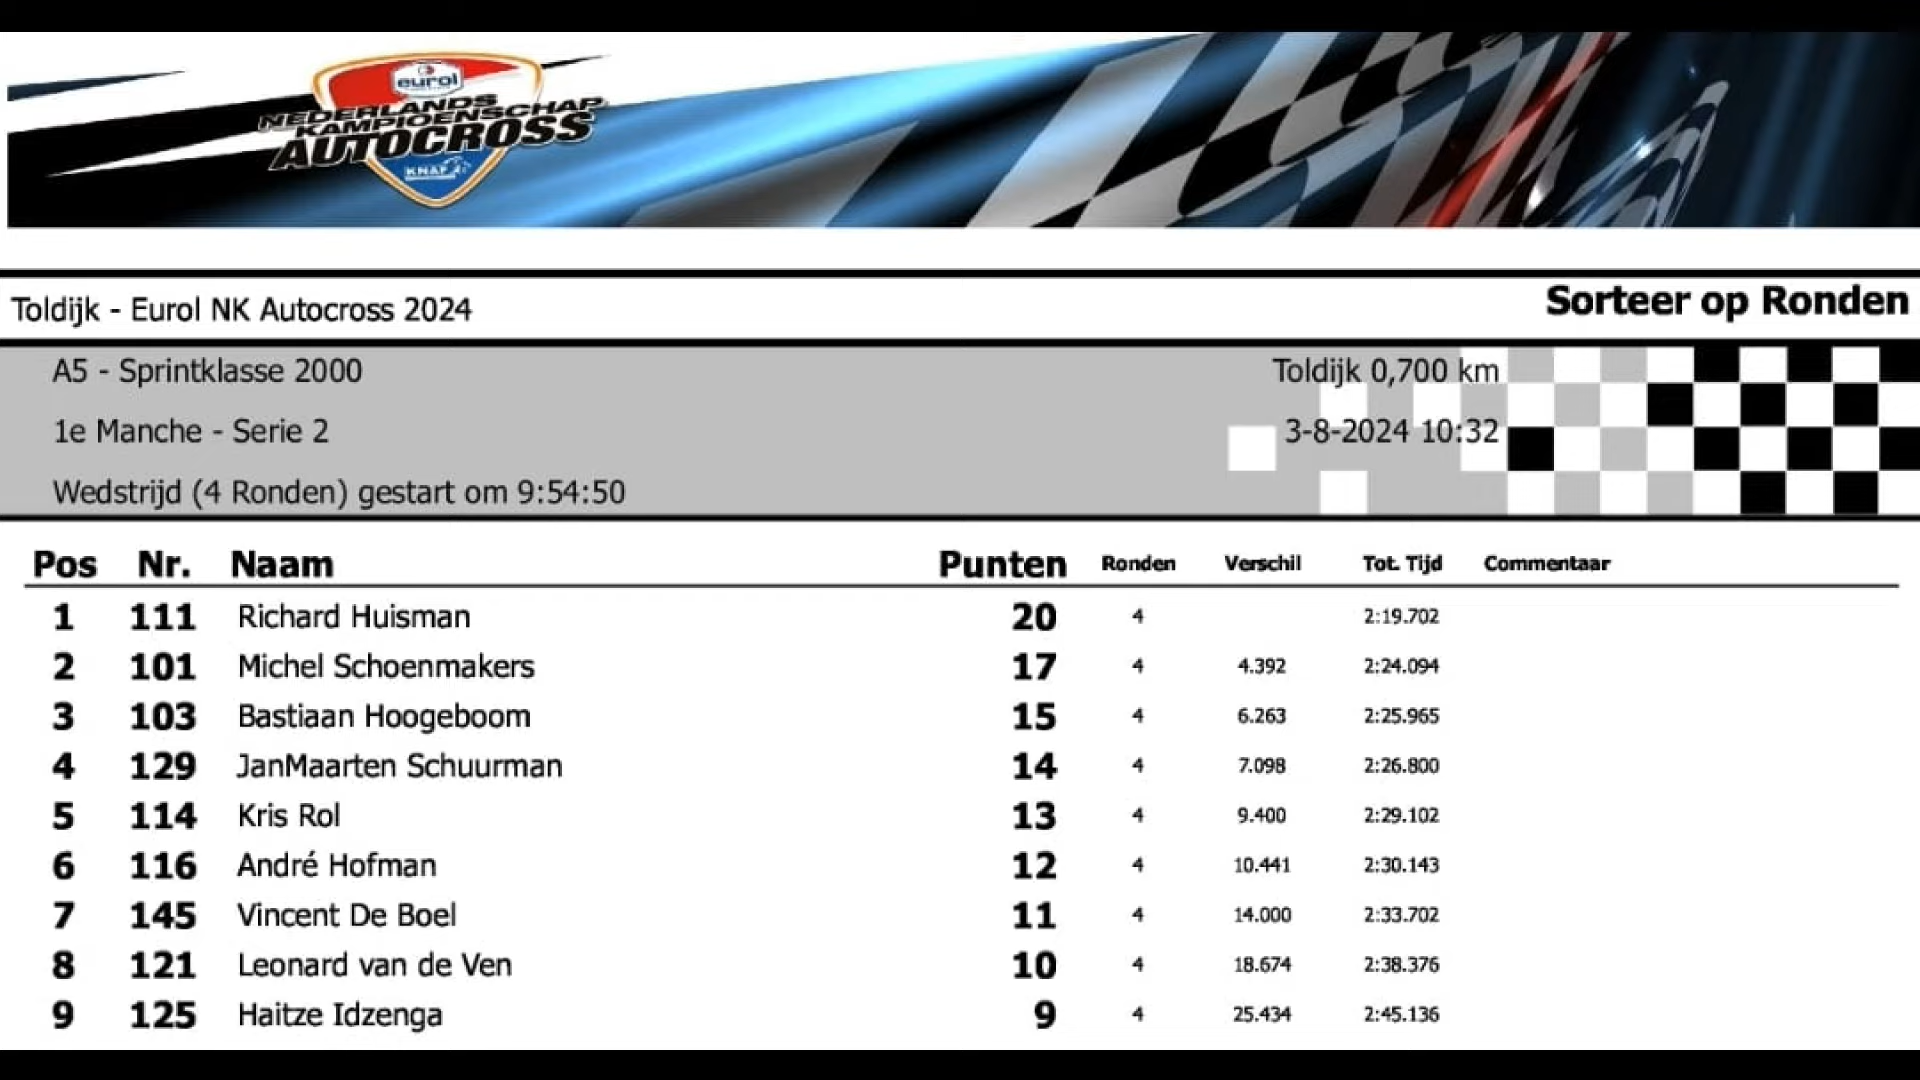 eurol
NEDERLANDS
KAMPIOENSCHAP
AUTOCROSS
KNAF
Toldijk - Eurol NK Autocross 2024
Sorteer op Ronden
A5 - Sprintklasse 2000 Toldijk 0,700 km
1e Manche - Serie 2 3-8-2024 10:32
Wedstrijd (4 Ronden) gestart om 9:54:50
Pos Nr. Naam Punten Ronden Verschil Tot. Tijd Commentaar
1 111 Richard Huisman 20 4 2:19.702
2 101 Michel Schoenmakers 17 4 4.392 2:24.094
3 103 Bastiaan Hoogeboom 15 4 6.263 2:25.965
4 129 JanMaarten Schuurman 14 4 7.098 2:26.800
5 114 Kris Rol 13 4 9.400 2:29.102
6 116 André Hofman 12 4 10.441 2:30.143
7 145 Vincent De Boel 11 4 14.000 2:33.702
8 121 Leonard van de Ven 10 4 18.674 2:38.376
9 125 Haitze Idzenga 9 4 25.434 2:45.136